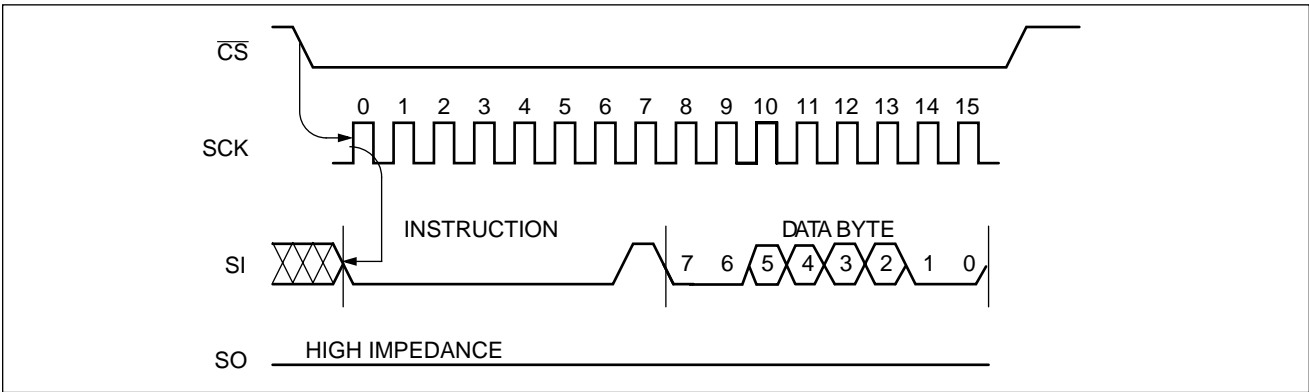 CS
0 1 2 3 4 5 6 7 8 9 10 11 12 13 14 15
SCK
INSTRUCTION DATA BYTE
SI 7 6 5 4 3 2 1 0
SO HIGH IMPEDANCE